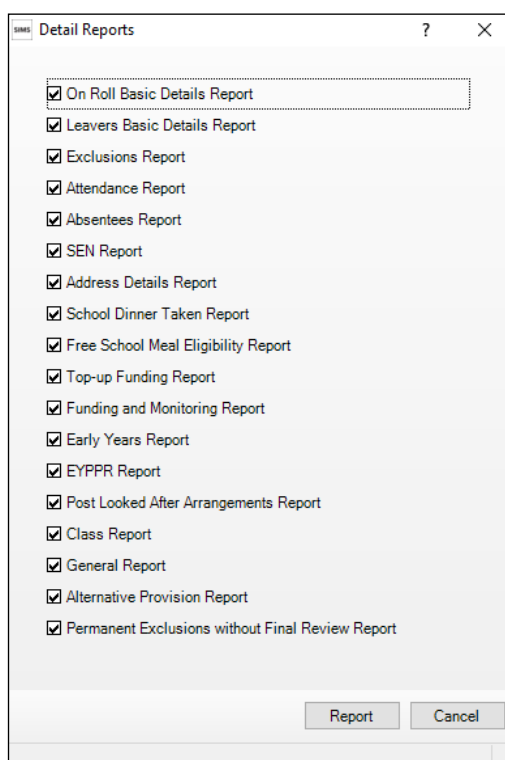 SIMS Detail Reports ? X
On Roll Basic Details Report
Leavers Basic Details Report
Exclusions Report
Attendance Report
Absentees Report
SEN Report
Address Details Report
School Dinner Taken Report
Free School Meal Eligibility Report
Top-up Funding Report
Funding and Monitoring Report
Early Years Report
EYPPR Report
Post Looked After Arrangements Report
Class Report
General Report
Alternative Provision Report
Permanent Exclusions without Final Review Report
Report Cancel